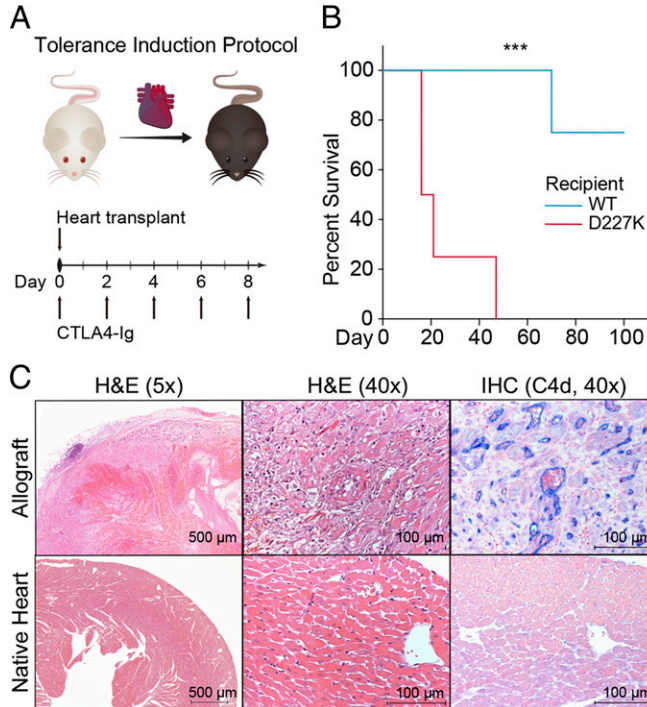 A
Tolerance Induction Protocol
Heart transplant
Day 0 2 4 6 8
CTLA4-Ig
B
***
100
80
60
40
20
0
Percent Survival
Recipient
WT
D227K
Day 0 20 40 60 80 100
C
H&E (5x) H&E (40x) IHC (C4d, 40x)
Allograft
500 µm 100 µm 100 µm
Native Heart
500 µm 100 µm 100 µm